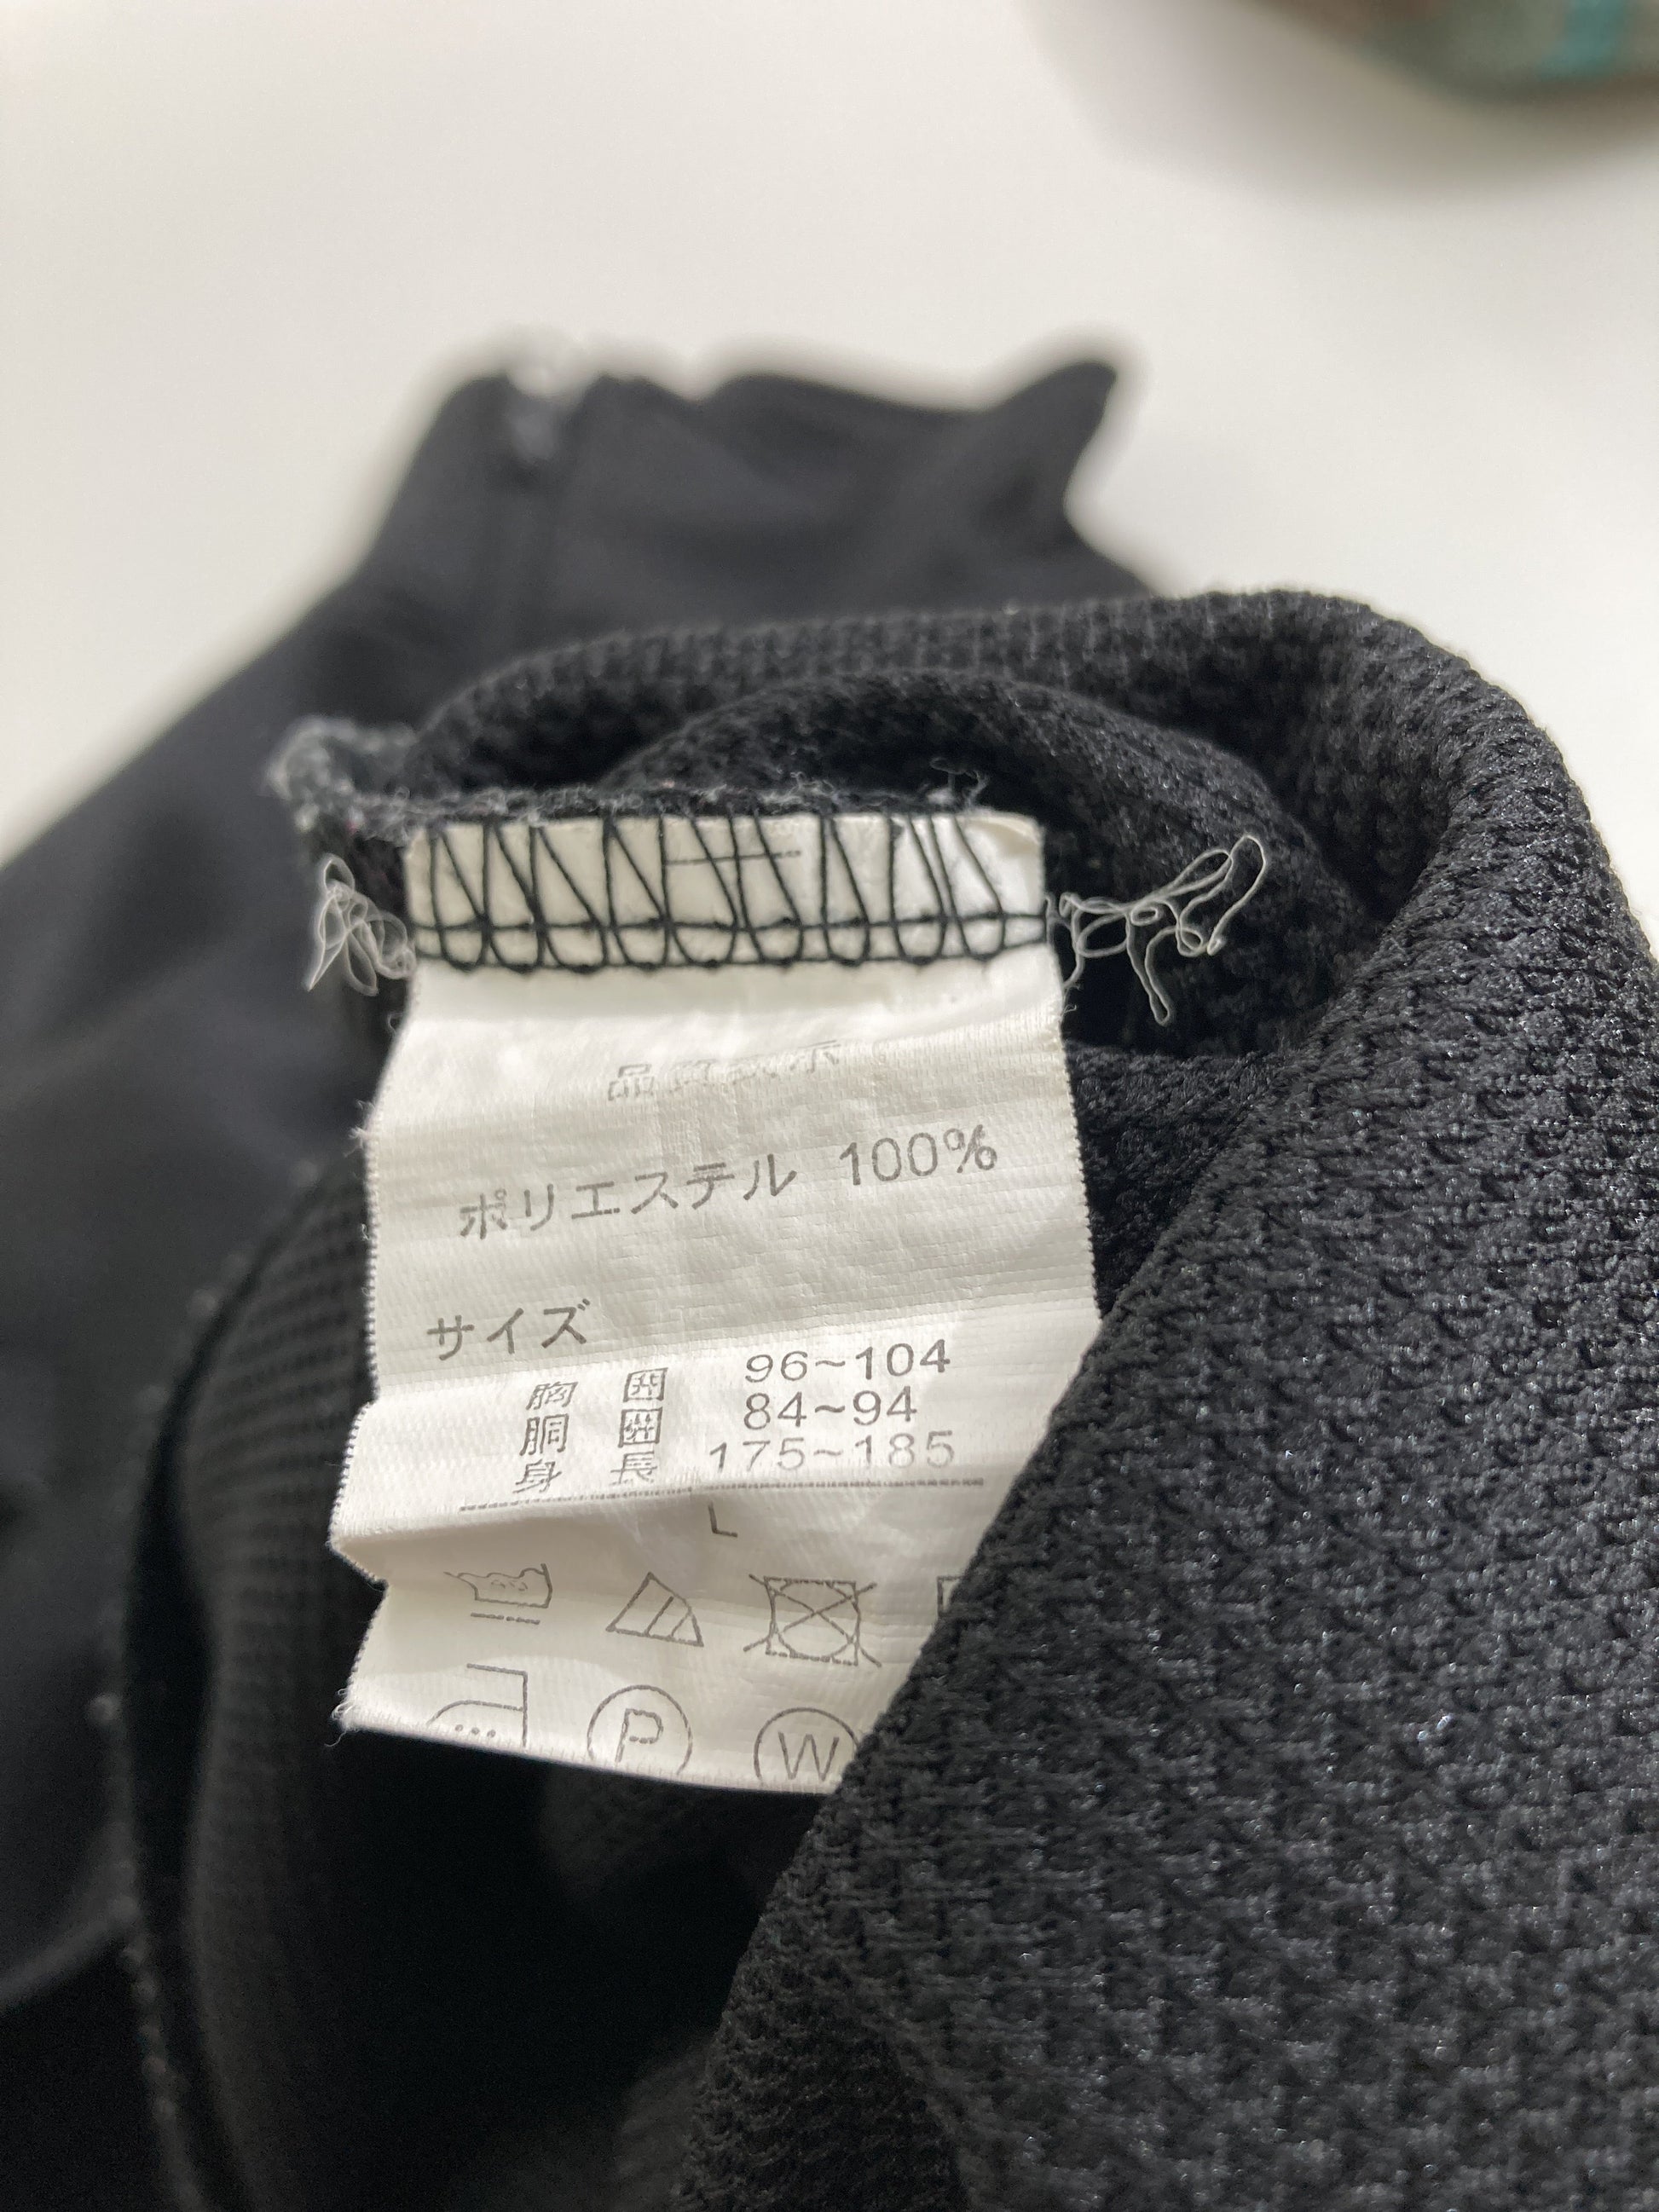 品質表示
ポリエステル 100%
サイズ
胸 囲 96~104
胴 囲 84~94
身 長 175~185
L
P W